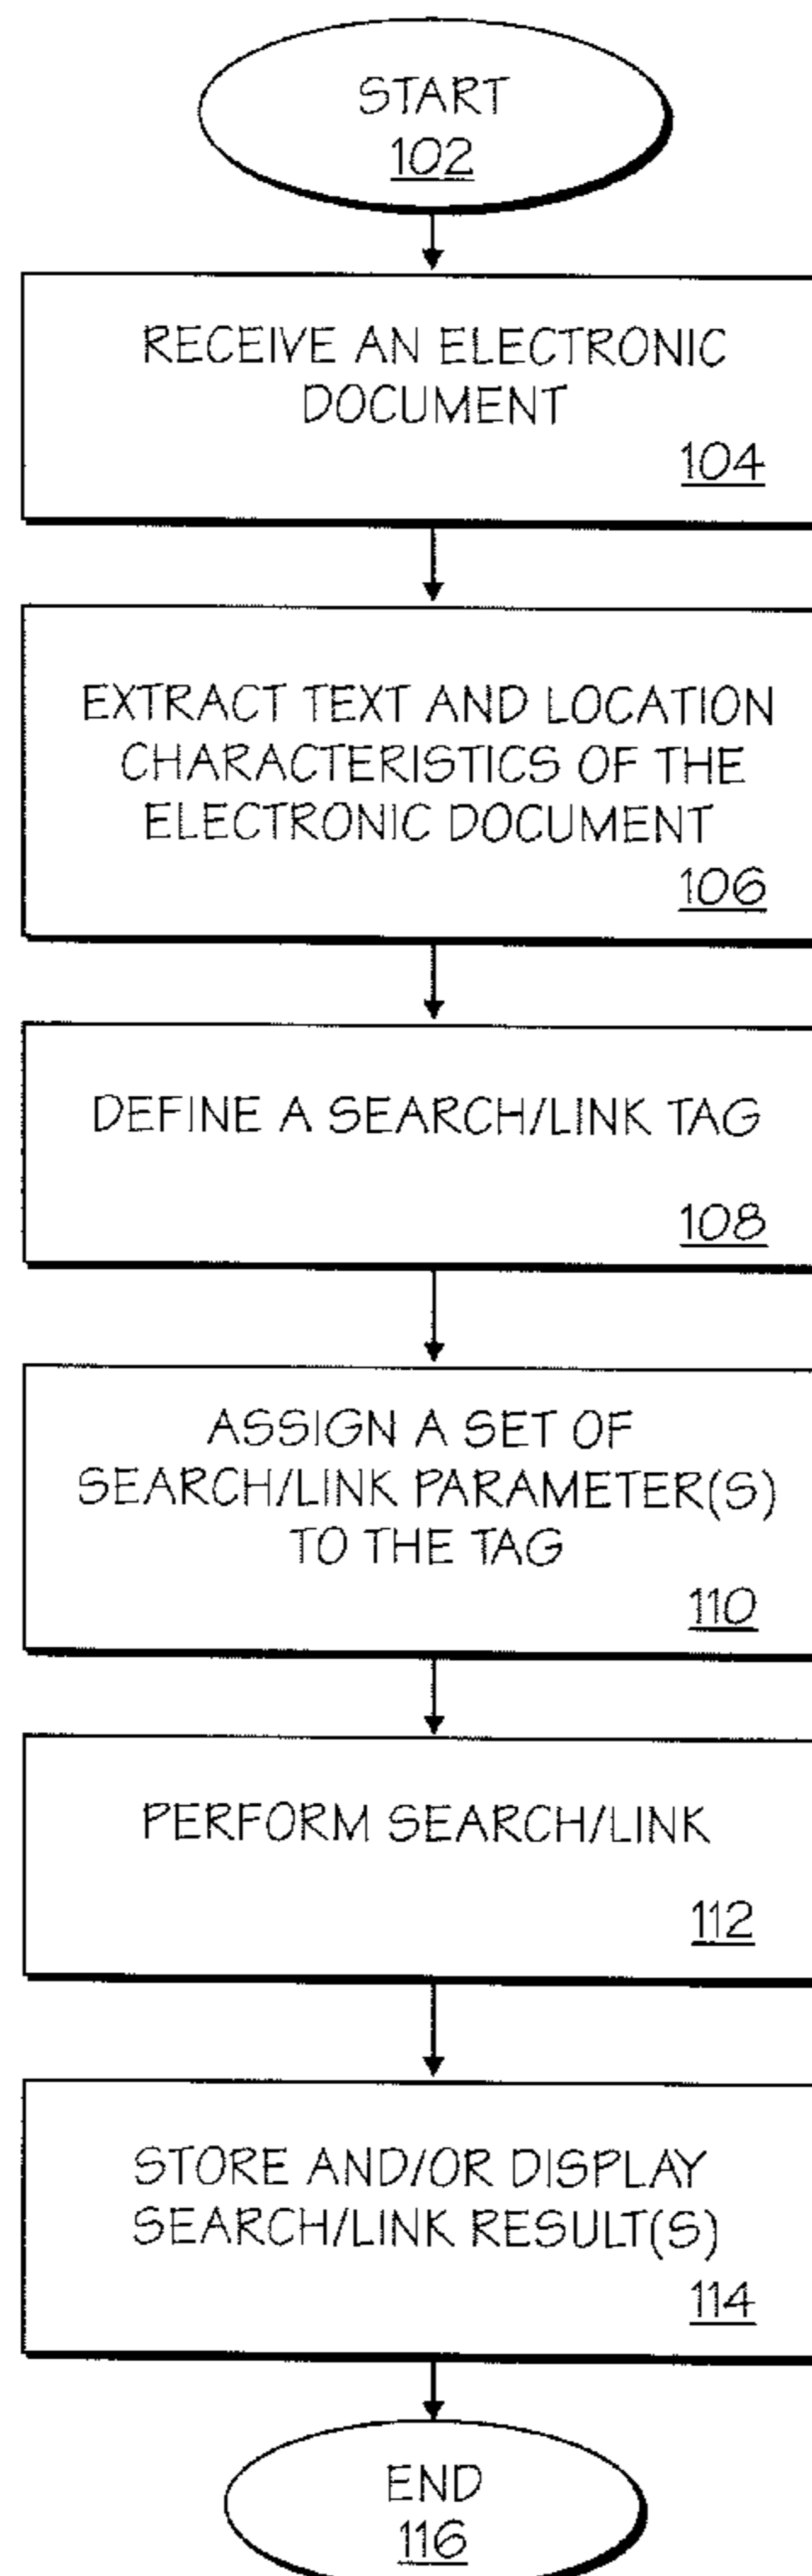 START
102
RECEIVE AN ELECTRONIC
DOCUMENT
104
EXTRACT TEXT AND LOCATION
CHARACTERISTICS OF THE
ELECTRONIC DOCUMENT
106
DEFINE A SEARCH/LINK TAG
108
ASSIGN A SET OF
SEARCH/LINK PARAMETER(S)
TO THE TAG
110
PERFORM SEARCH/LINK
112
STORE AND/OR DISPLAY
SEARCH/LINK RESULT(S)
114
END
116